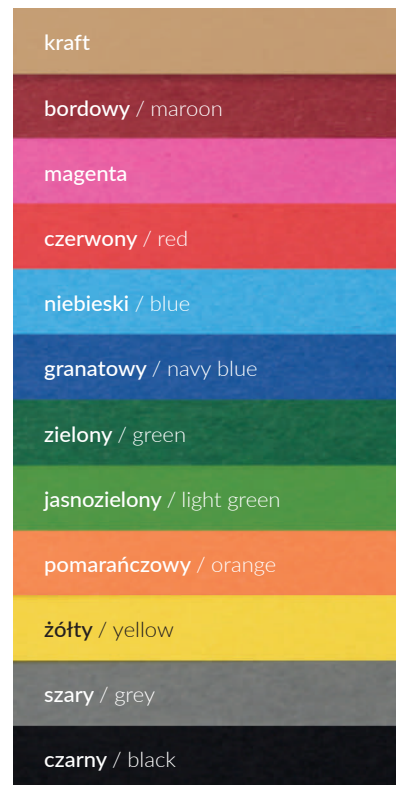 kraft
bordowy / maroon
magenta
czerwony / red
niebieski / blue
granatowy / navy blue
zielony / green
jasnozielony / light green
pomarańczowy / orange
żółty / yellow
szary / grey
czarny / black